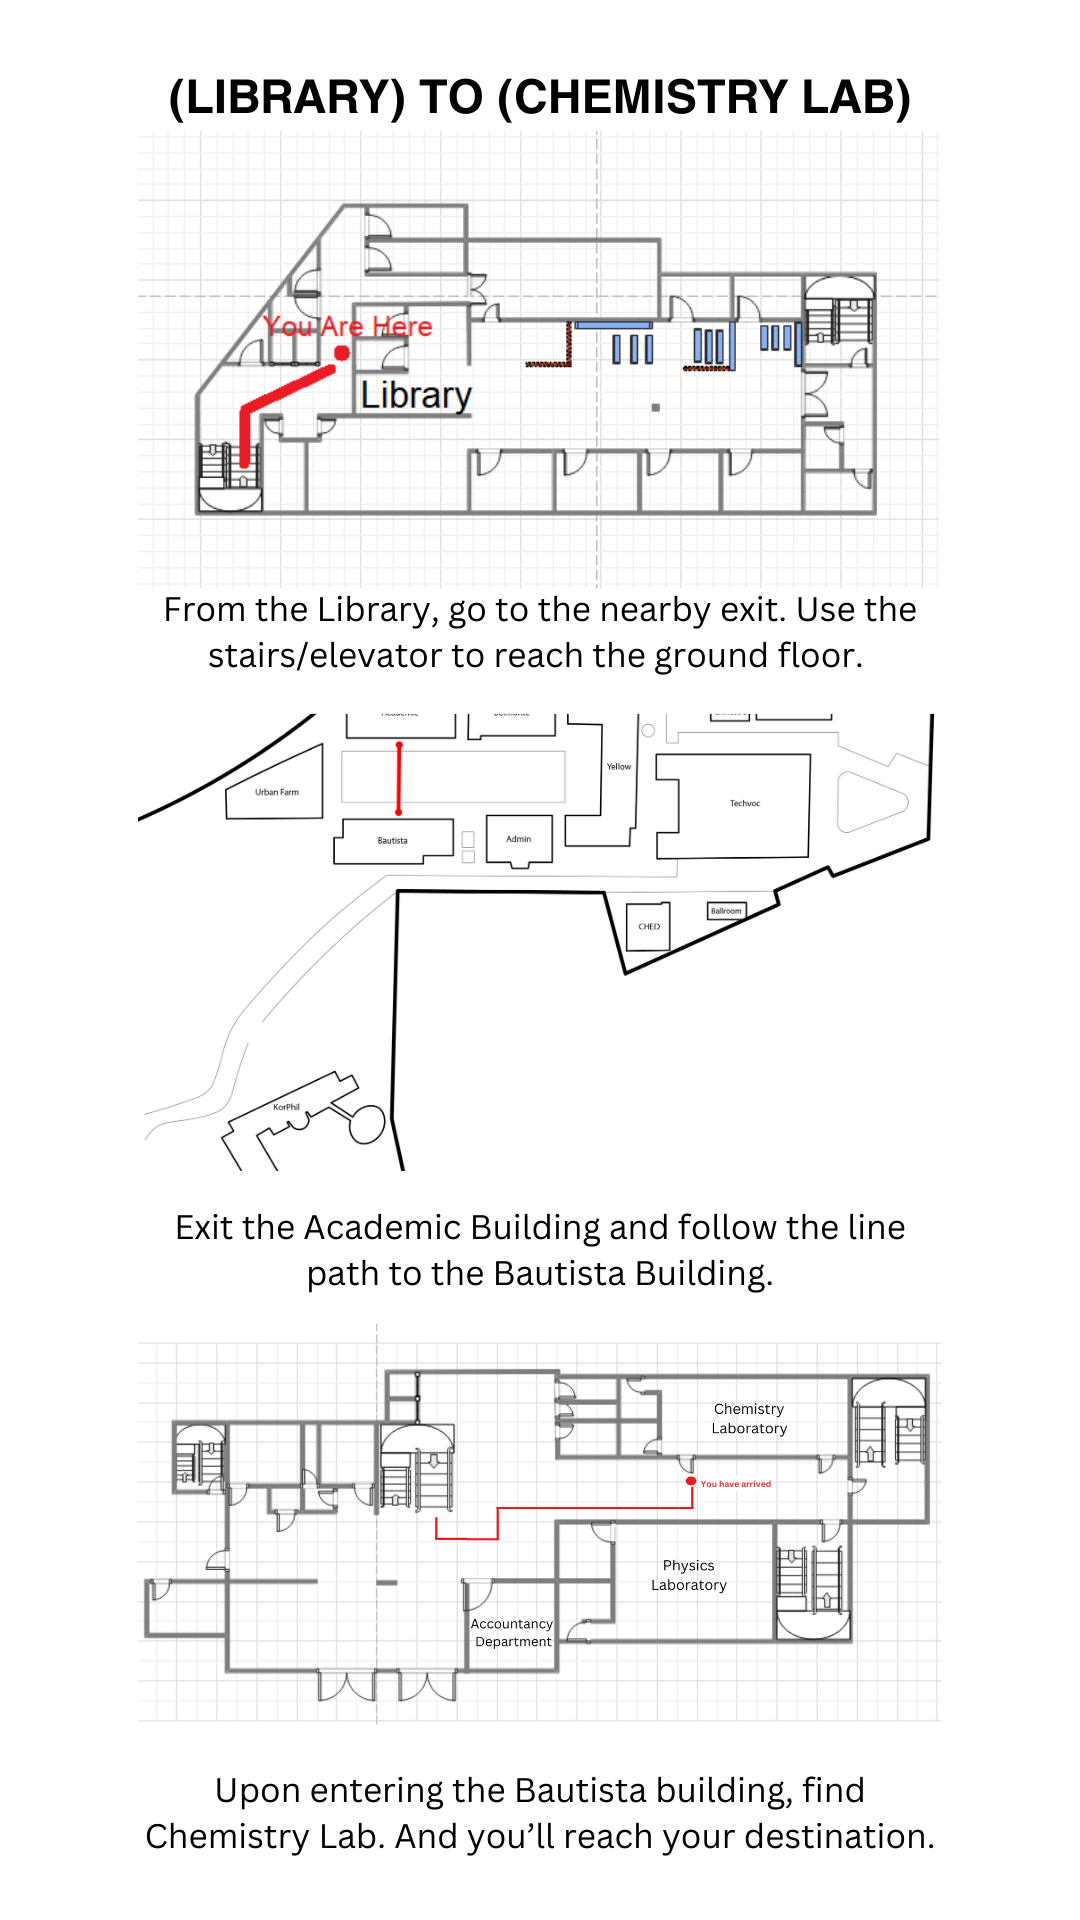 (LIBRARY) TO (CHEMISTRY LAB)
You Are Here
Library
From the Library, go to the nearby exit. Use the
stairs/elevator to reach the ground floor.
Academic
Belmonte
Yellow
Urban Farm
Techvoc
Bautista
Admin
CHED
Ballroom
KorPhil
Exit the Academic Building and follow the line
path to the Bautista Building.
Chemistry
Laboratory
You have arrived
Physics
Laboratory
Accountancy
Department
Upon entering the Bautista building, find
Chemistry Lab. And you’ll reach your destination.